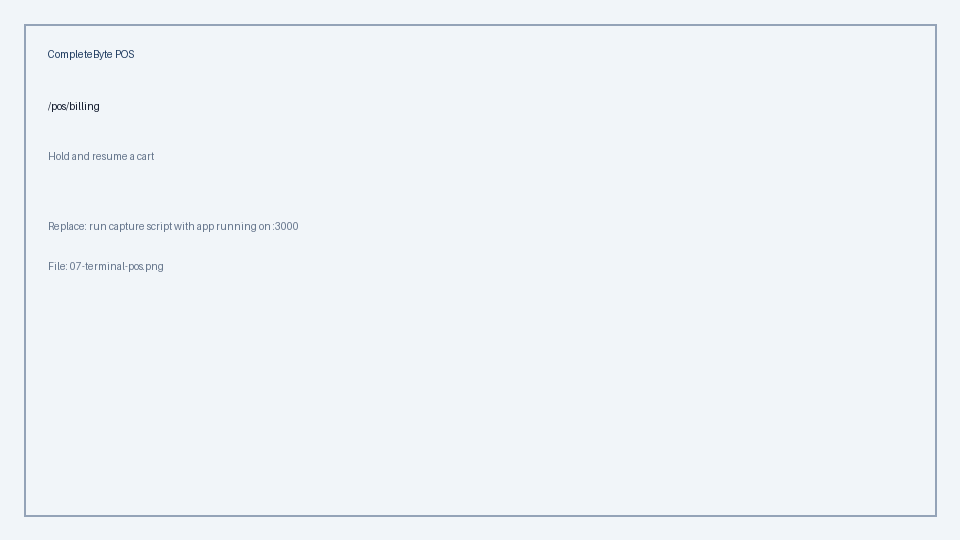 CompleteByte POS
/pos/billing
Hold and resume a cart
Replace: run capture script with app running on :3000
File: 07-terminal-pos.png